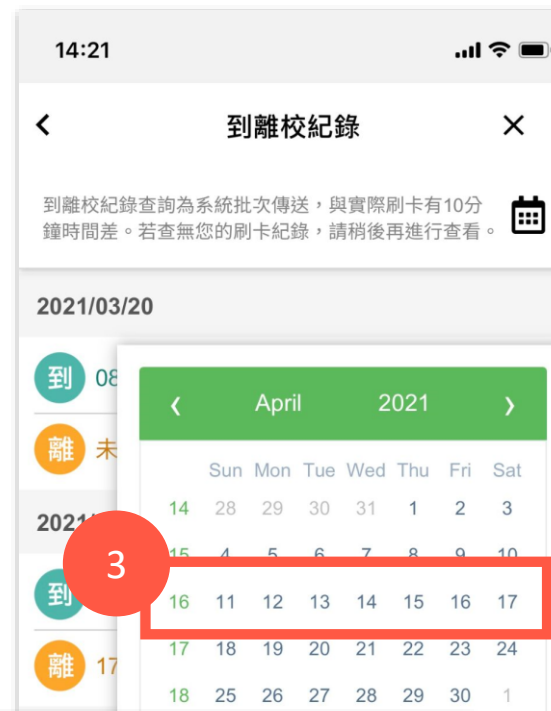 14:21
到離校紀錄
到離校紀錄查詢為系統批次傳送，與實際刷卡有10分
鐘時間差。若查無您的刷卡紀錄，請稍後再進行查看。
2021/03/20
到 08
離 未
2021/
到
離 17
3
April 2021
Sun Mon Tue Wed Thu Fri Sat
14 28 29 30 31 1 2 3
15 4 5 6 7 8 9 10
16 11 12 13 14 15 16 17
17 18 19 20 21 22 23 24
18 25 26 27 28 29 30 1